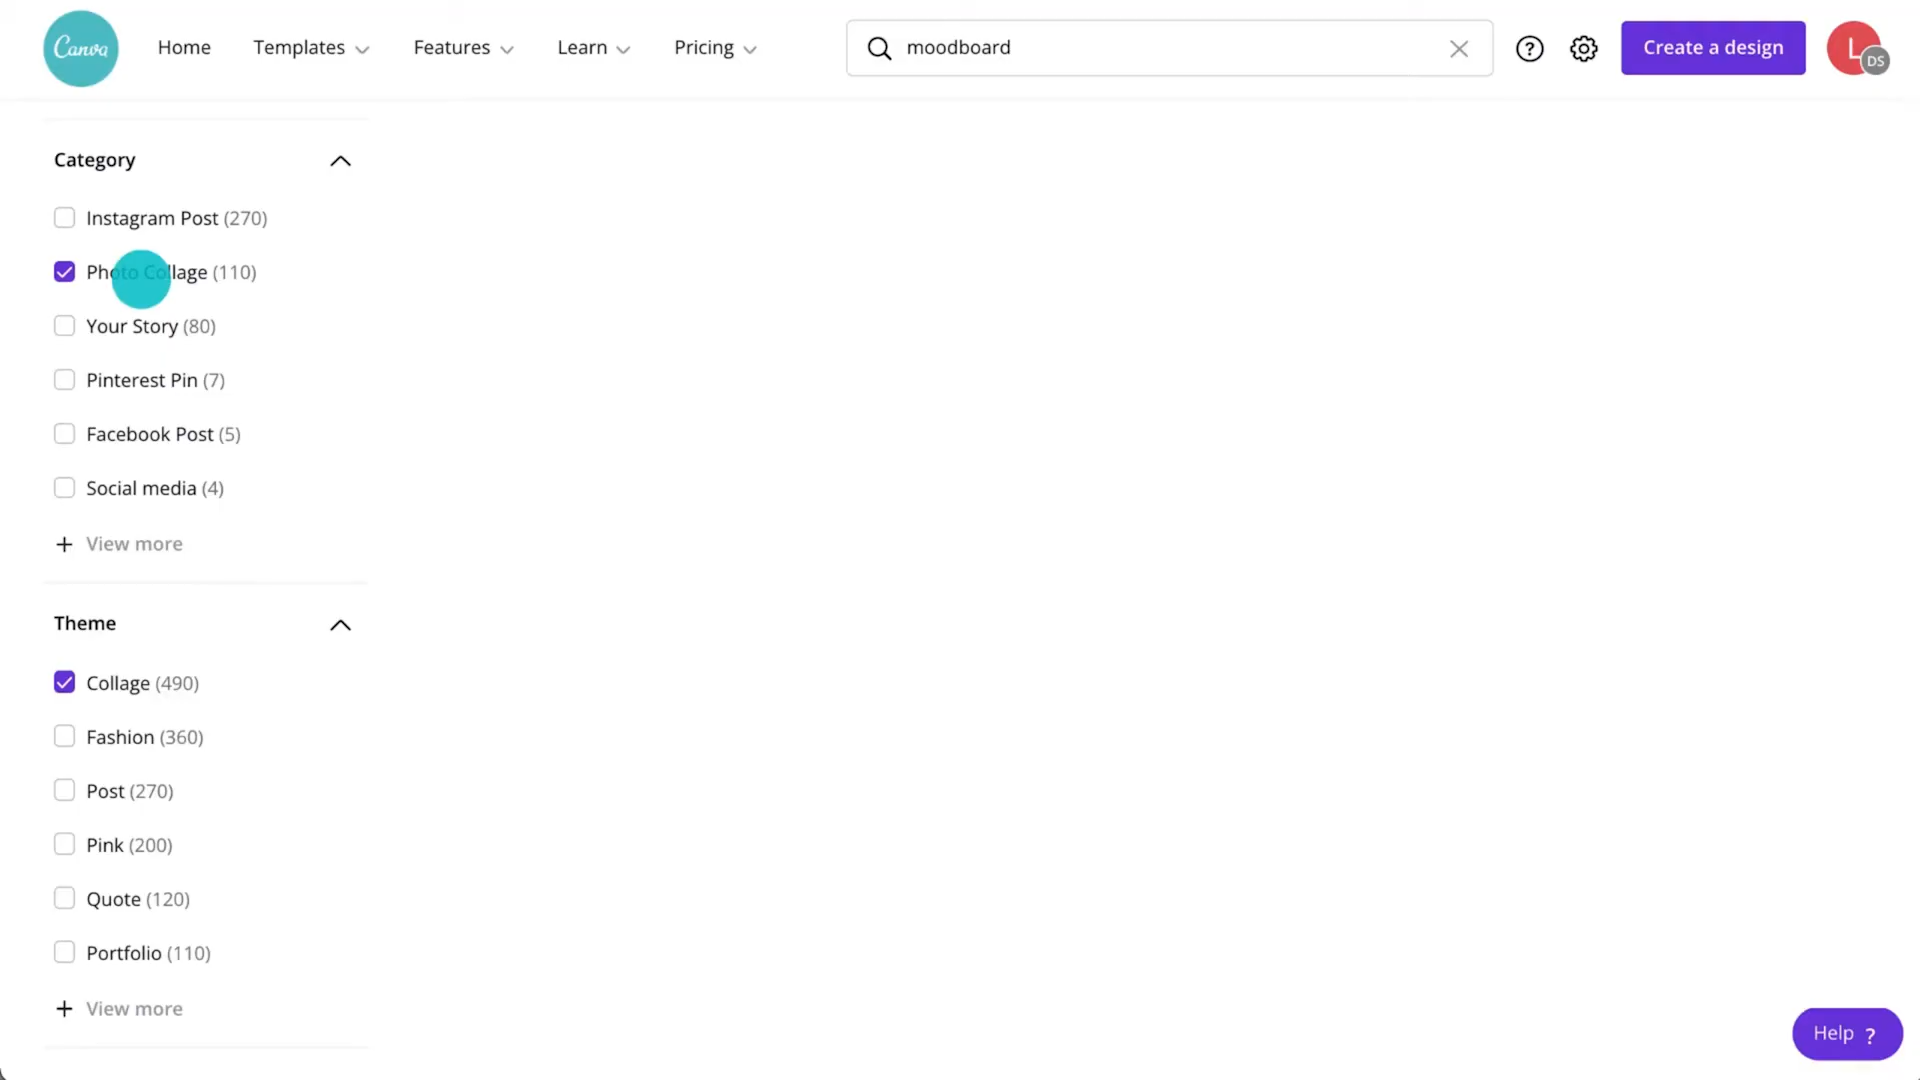 Canva
Home
Templates
Features
Learn
Pricing
moodboard
?
Create a design
L
DS
Category
Instagram Post (270)
Photo Collage (110)
Your Story (80)
Pinterest Pin (7)
Facebook Post (5)
Social media (4)
+ View more
Theme
Collage (490)
Fashion (360)
Post (270)
Pink (200)
Quote (120)
Portfolio (110)
+ View more
Help ?